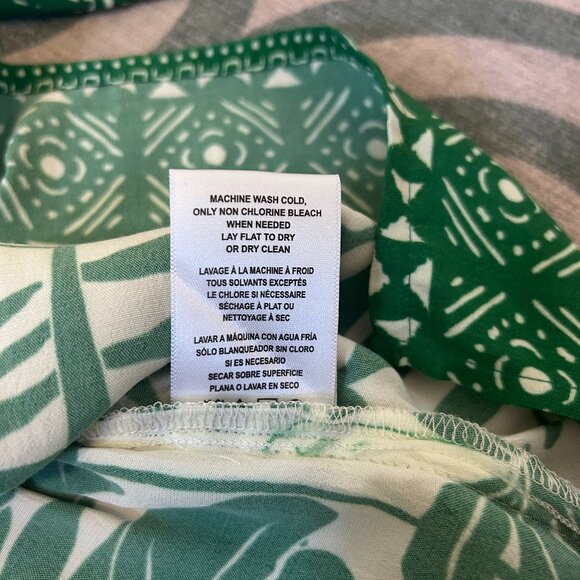 MACHINE WASH COLD,
ONLY NON CHLORINE BLEACH
WHEN NEEDED
LAY FLAT TO DRY
OR DRY CLEAN
LAVAGE À LA MACHINE À FROID
TOUS SOLVANTS EXCEPTÉS
LE CHLORE SI NÉCESSAIRE
SÉCHAGE À PLAT OU
NETTOYAGE À SEC
LAVAR A MÁQUINA CON AGUA FRÍA
SÓLO BLANQUEADOR SIN CLORO
SI ES NECESARIO
SECAR SOBRE SUPERFICIE
PLANA O LAVAR EN SECO